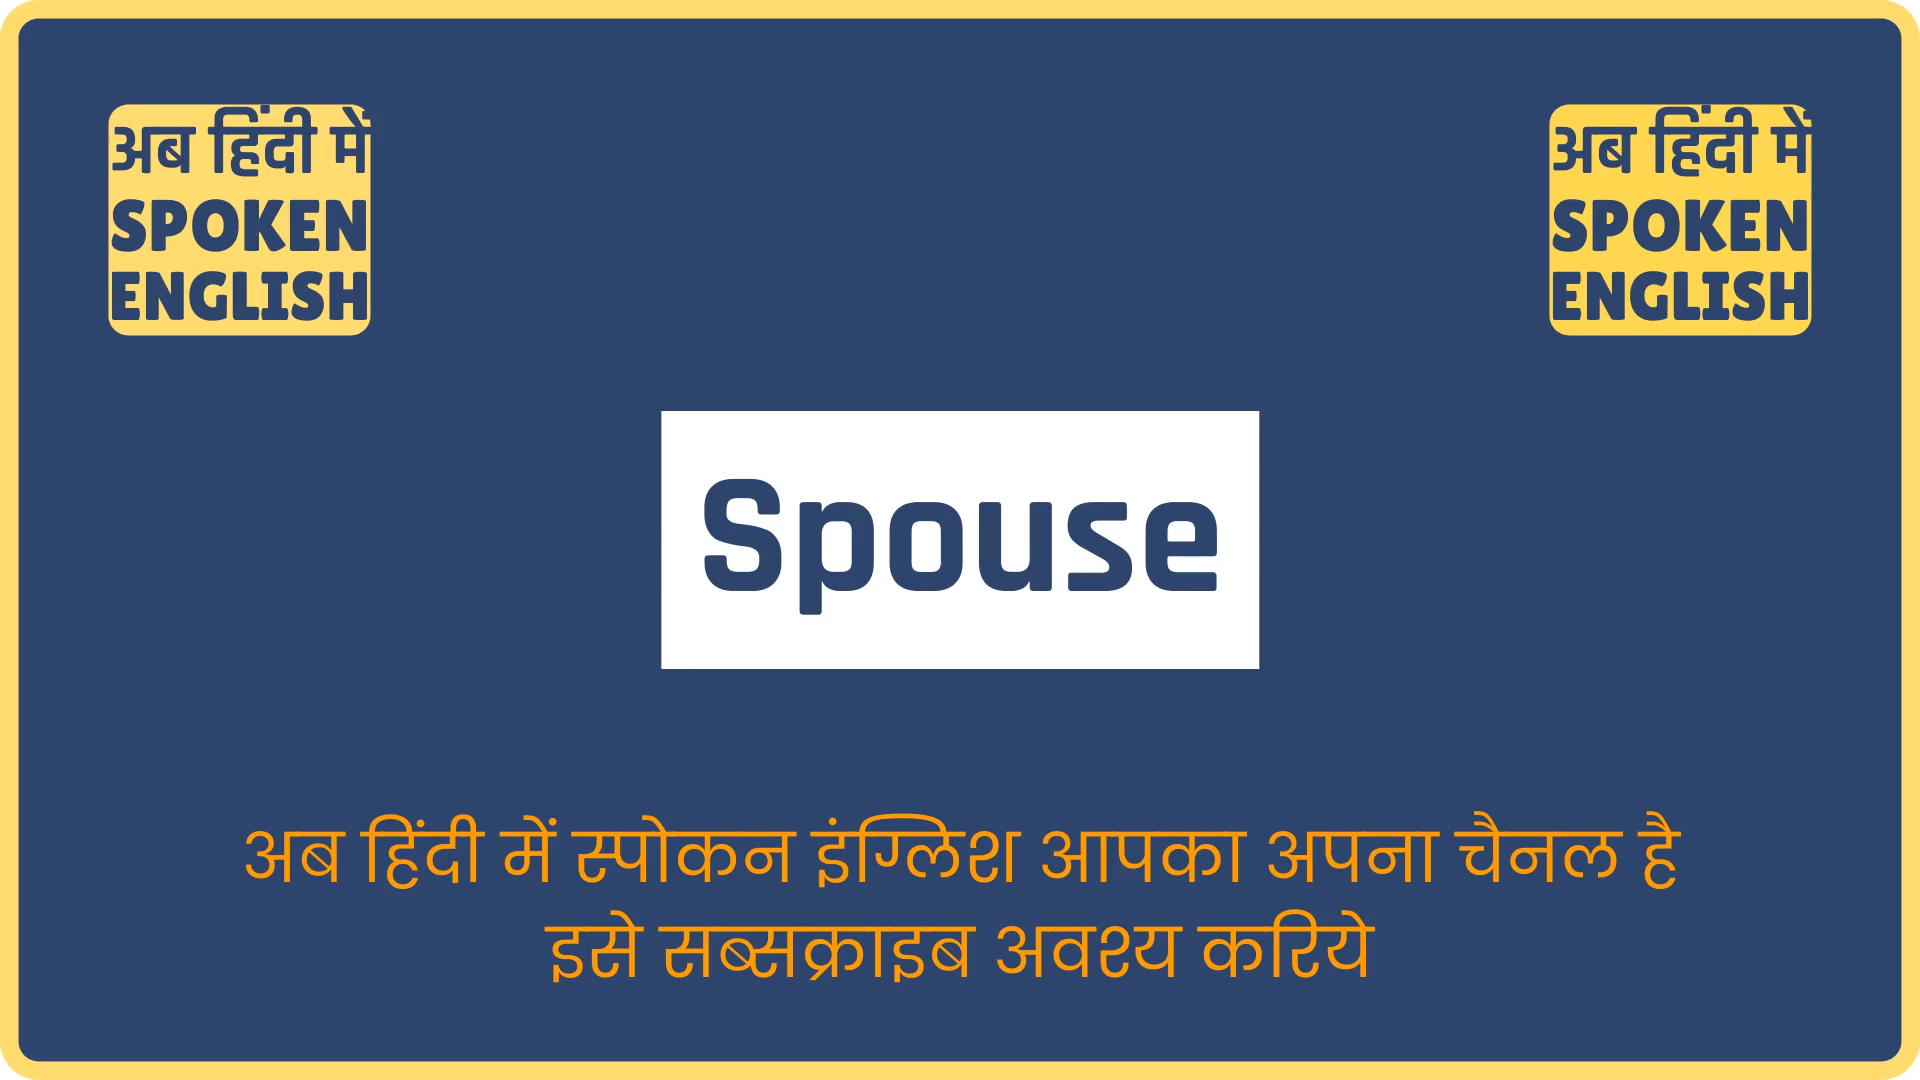 अब हिंदी में
SPOKEN
ENGLISH
अब हिंदी में
SPOKEN
ENGLISH
Spouse
अब हिंदी में स्पोकन इंग्लिश आपका अपना चैनल है
इसे सब्सक्राइब अवश्य करिये